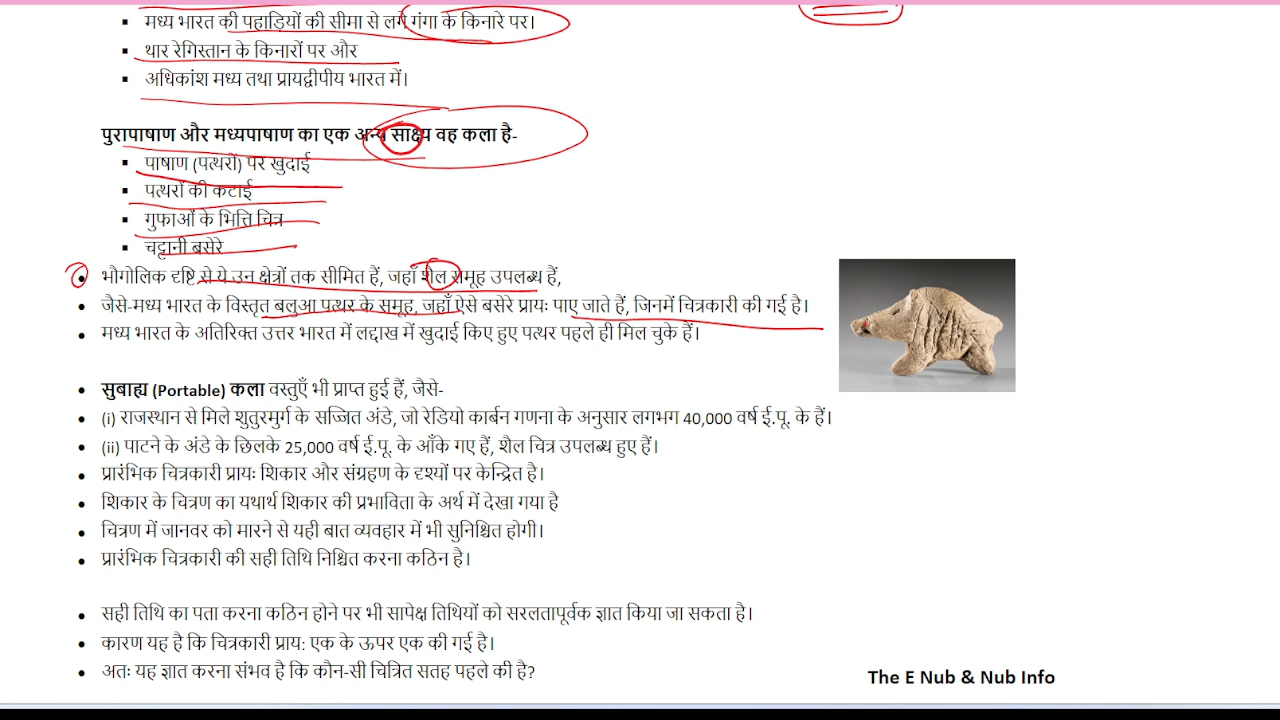 ▪ मध्य भारत की पहाड़ियों की सीमा से लगे गंगा के किनारे पर।
▪ थार रेगिस्तान के किनारों पर और
▪ अधिकांश मध्य तथा प्रायद्वीपीय भारत में।
पुरापाषाण और मध्यपाषाण का एक अन्य साक्ष्य वह कला है-
▪ पाषाण (पत्थरों) पर खुदाई
▪ पत्थरों की कटाई
▪ गुफाओं के भित्ति चित्र
▪ चट्टानी बसेरे
• भौगोलिक दृष्टि से ये उन क्षेत्रों तक सीमित हैं, जहाँ शैल समूह उपलब्ध हैं,
• जैसे-मध्य भारत के विस्तृत बलुआ पत्थर के समूह, जहाँ ऐसे बसेरे प्रायः पाए जाते हैं, जिनमें चित्रकारी की गई है।
• मध्य भारत के अतिरिक्त उत्तर भारत में लद्दाख में खुदाई किए हुए पत्थर पहले ही मिल चुके हैं।
• सुबाह्य (Portable) कला वस्तुएँ भी प्राप्त हुई हैं, जैसे-
• (i) राजस्थान से मिले शुतुरमुर्ग के सज्जित अंडे, जो रेडियो कार्बन गणना के अनुसार लगभग 40,000 वर्ष ई.पू. के हैं।
• (ii) पाटने के अंडे के छिलके 25,000 वर्ष ई.पू. के आँके गए हैं, शैल चित्र उपलब्ध हुए हैं।
• प्रारंभिक चित्रकारी प्रायः शिकार और संग्रहण के दृश्यों पर केन्द्रित है।
• शिकार के चित्रण का यथार्थ शिकार की प्रभाविता के अर्थ में देखा गया है
• चित्रण में जानवर को मारने से यही बात व्यवहार में भी सुनिश्चित होगी।
• प्रारंभिक चित्रकारी की सही तिथि निश्चित करना कठिन है।
• सही तिथि का पता करना कठिन होने पर भी सापेक्ष तिथियों को सरलतापूर्वक ज्ञात किया जा सकता है।
• कारण यह है कि चित्रकारी प्राय: एक के ऊपर एक की गई है।
• अतः यह ज्ञात करना संभव है कि कौन-सी चित्रित सतह पहले की है?
The E Nub & Nub Info